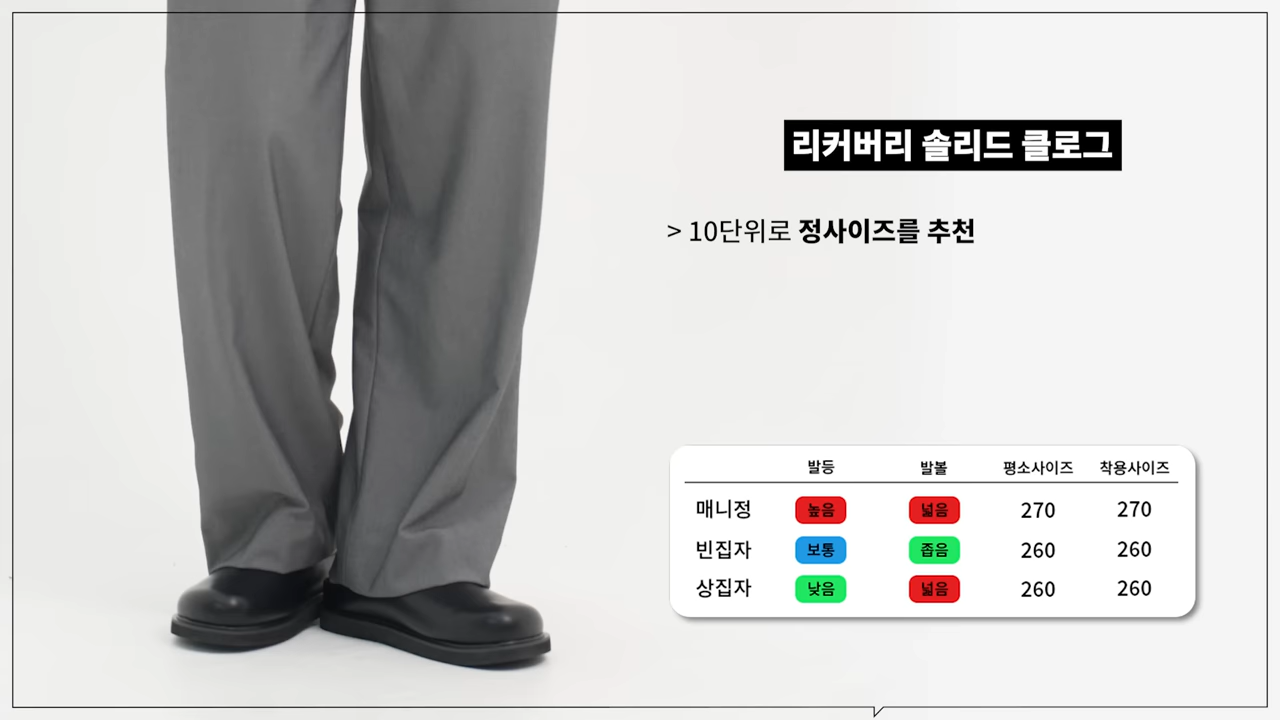 리커버리 솔리드 클로그
> 10단위로 정사이즈를 추천
발등 발볼 평소사이즈 착용사이즈
매니정 높음 넓음 270 270
빈집자 보통 좁음 260 260
상집자 낮음 넓음 260 260